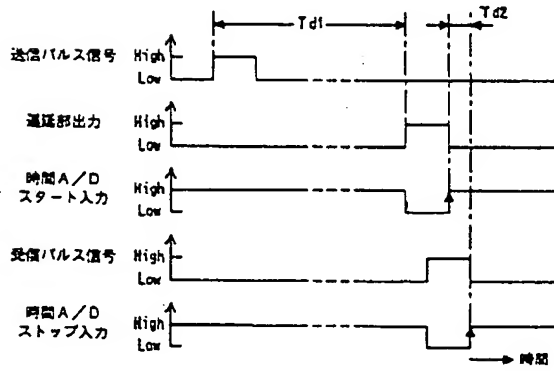 Td1
Td2
送信パルス信号 High
Low
遅延部出力 High
Low
時間A/D
スタート入力 High
Low
受信パルス信号 High
Low
時間A/D
ストップ入力 High
Low
時間